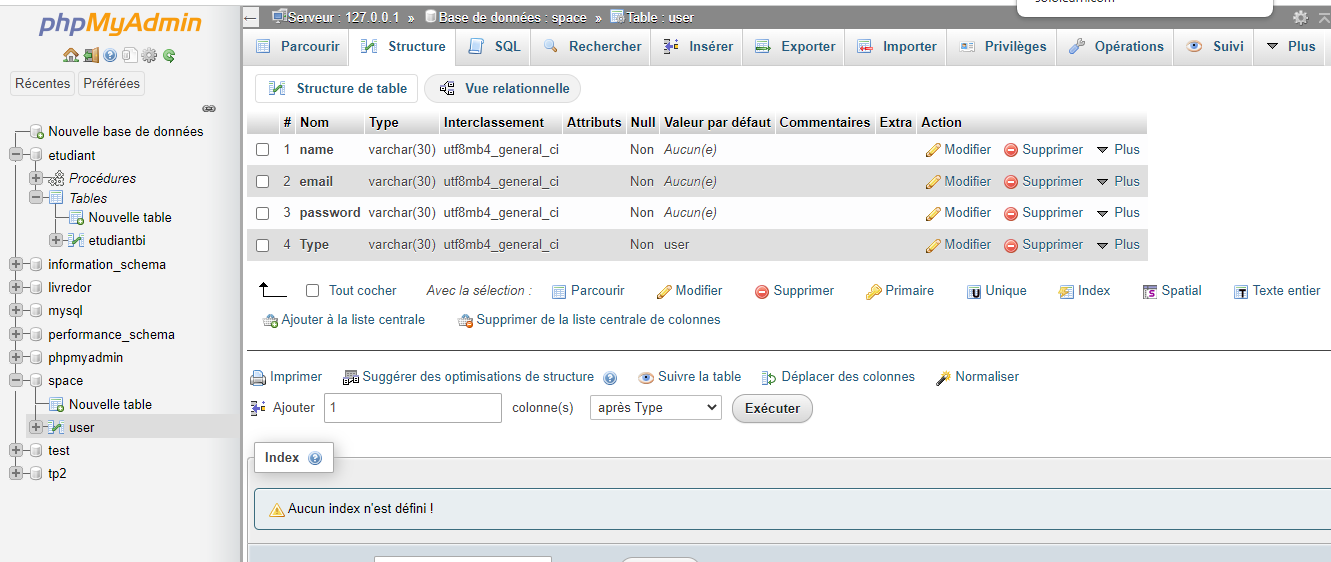 phpMyAdmin
Récentes Préférées
Nouvelle base de données
etudiant
Procédures
Tables
Nouvelle table
etudiantbi
information_schema
livredor
mysql
performance_schema
phpmyadmin
space
Nouvelle table
user
test
tp2
Serveur : 127.0.0.1 » Base de données : space » Table : user
Parcourir Structure SQL Rechercher Insérer Exporter Importer Privilèges Opérations Suivi Plus
Structure de table Vue relationnelle
# Nom Type Interclassement Attributs Null Valeur par défaut Commentaires Extra Action
1 name varchar(30) utf8mb4_general_ci Non Aucun(e) Modifier Supprimer Plus
2 email varchar(30) utf8mb4_general_ci Non Aucun(e) Modifier Supprimer Plus
3 password varchar(30) utf8mb4_general_ci Non Aucun(e) Modifier Supprimer Plus
4 Type varchar(30) utf8mb4_general_ci Non user Modifier Supprimer Plus
Tout cocher Avec la sélection : Parcourir Modifier Supprimer Primaire Unique Index Spatial Texte entier
Ajouter à la liste centrale Supprimer de la liste centrale de colonnes
Imprimer Suggérer des optimisations de structure Suivre la table Déplacer des colonnes Normaliser
Ajouter 1 colonne(s) après Type Exécuter
Index
Aucun index n'est défini !